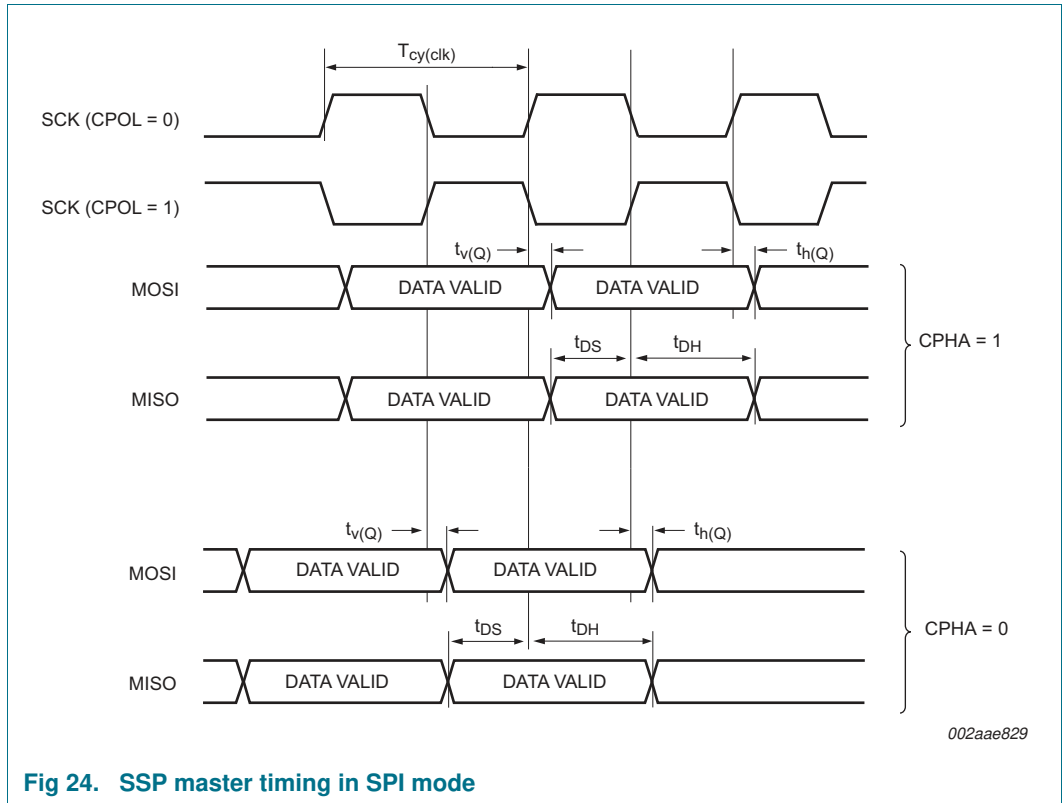 Tcy(clk)
SCK (CPOL = 0)
SCK (CPOL = 1)
tv(Q) th(Q)
MOSI DATA VALID DATA VALID
tDS tDH
MISO DATA VALID DATA VALID
CPHA = 1
tv(Q) th(Q)
MOSI DATA VALID DATA VALID
tDS tDH
MISO DATA VALID DATA VALID
CPHA = 0
002aae829
Fig 24. SSP master timing in SPI mode